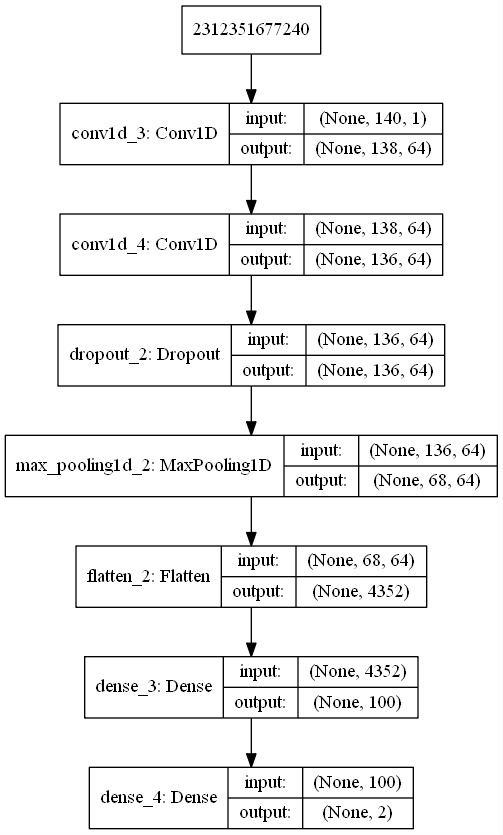 2312351677240
conv1d_3: Conv1D
input:
(None, 140, 1)
output:
(None, 138, 64)
conv1d_4: Conv1D
input:
(None, 138, 64)
output:
(None, 136, 64)
dropout_2: Dropout
input:
(None, 136, 64)
output:
(None, 136, 64)
max_pooling1d_2: MaxPooling1D
input:
(None, 136, 64)
output:
(None, 68, 64)
flatten_2: Flatten
input:
(None, 68, 64)
output:
(None, 4352)
dense_3: Dense
input:
(None, 4352)
output:
(None, 100)
dense_4: Dense
input:
(None, 100)
output:
(None, 2)